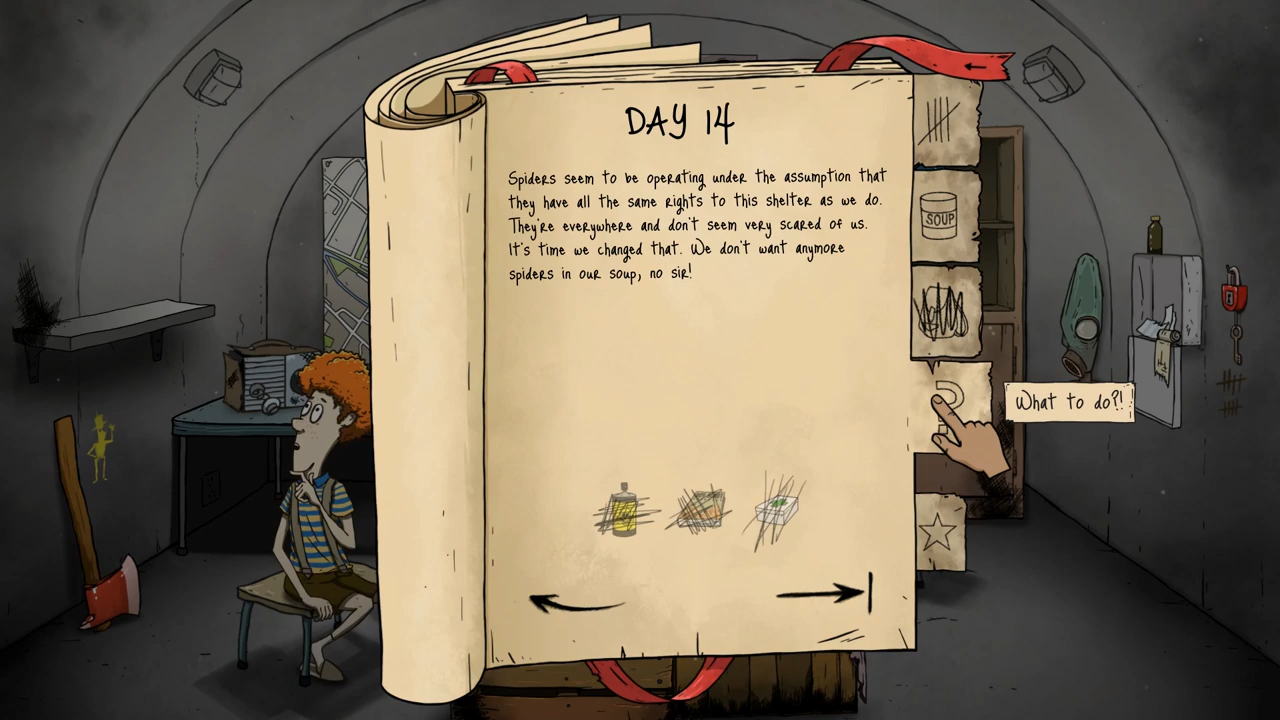 DAY 14
Spiders seem to be operating under the assumption that
they have all the same rights to this shelter as we do.
They're everywhere and don't seem very scared of us.
It's time we changed that. We don't want anymore
spiders in our soup, no sir!
SOUP
What to do?!